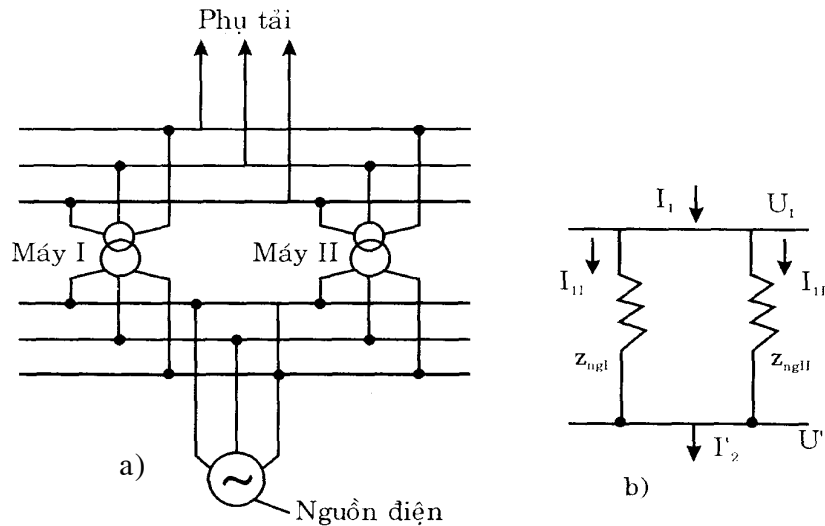 Phụ tải
Máy I
Máy II
a)
Nguồn điện
I₁
U₁
I₁I
I₁I
zngI
zngII
U'
I'₂
b)